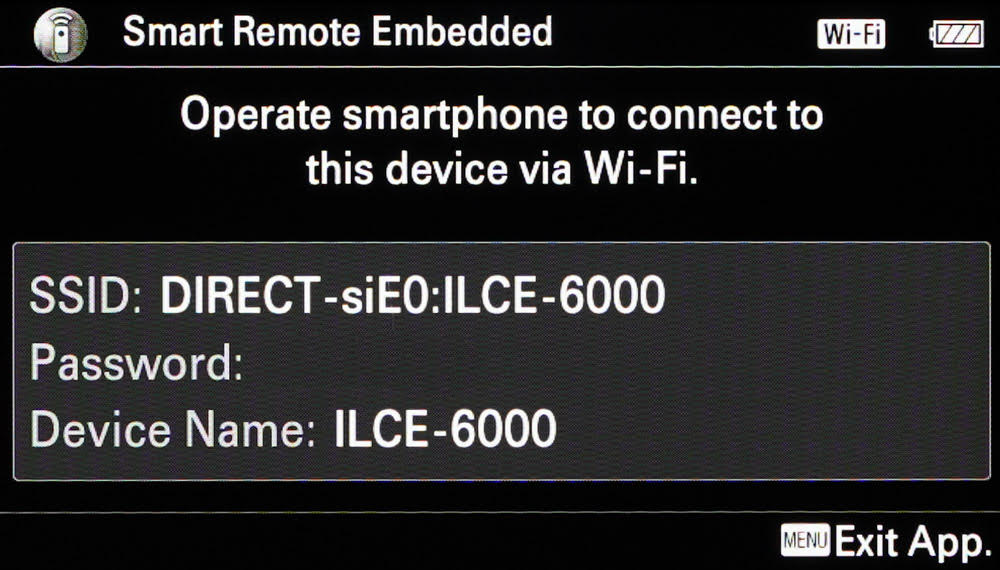 Smart Remote Embedded Wi-Fi
Operate smartphone to connect to
this device via Wi-Fi.
SSID: DIRECT-siE0:ILCE-6000
Password:
Device Name: ILCE-6000
MENU Exit App.